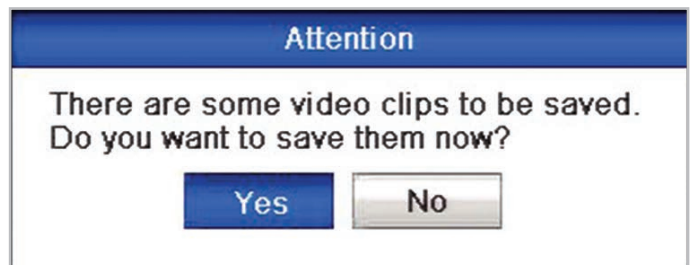 Attention
There are some video clips to be saved.
Do you want to save them now?
Yes
No